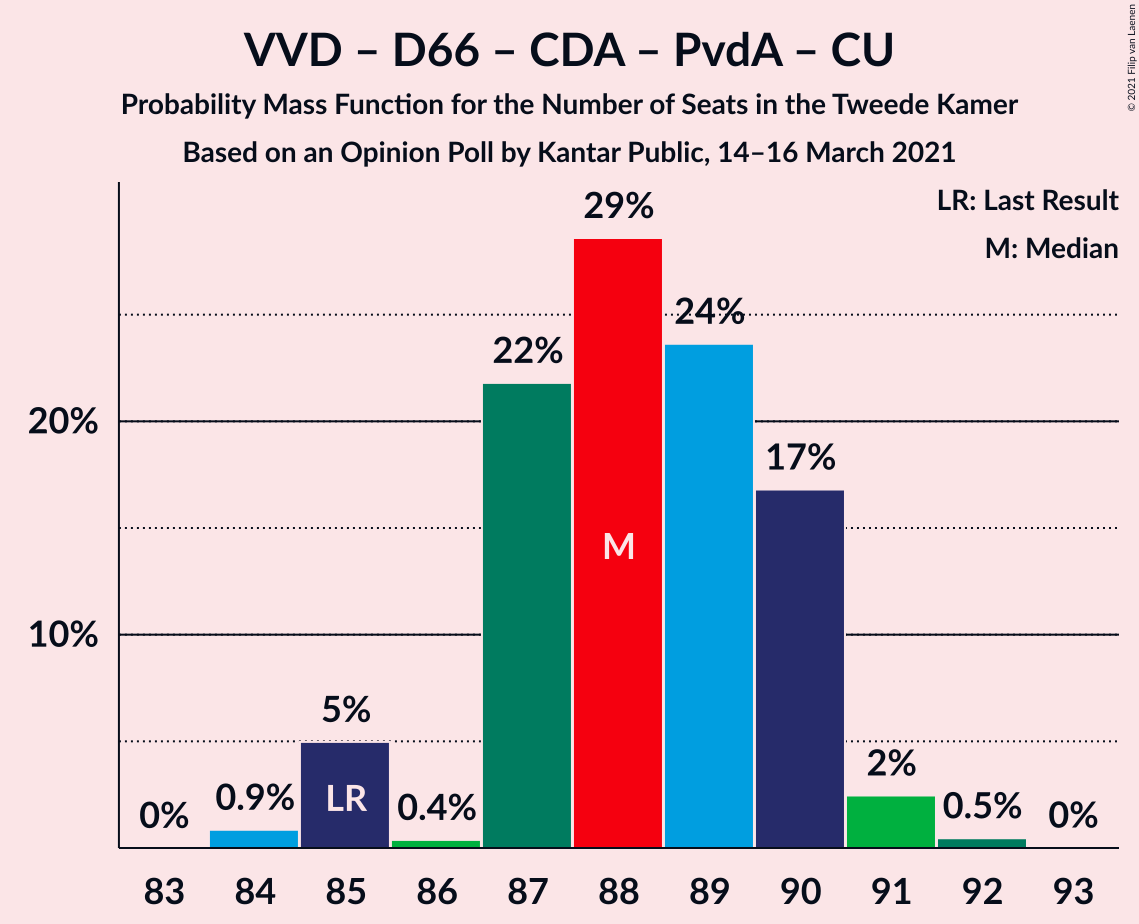 VVD – D66 – CDA – PvdA – CU
Probability Mass Function for the Number of Seats in the Tweede Kamer
Based on an Opinion Poll by Kantar Public, 14–16 March 2021
© 2021 Filip van Laenen
LR: Last Result
M: Median
20%
10%
0%
0.9%
5%
0.4%
22%
29%
24%
17%
2%
0.5%
0%
LR
M
83 84 85 86 87 88 89 90 91 92 93